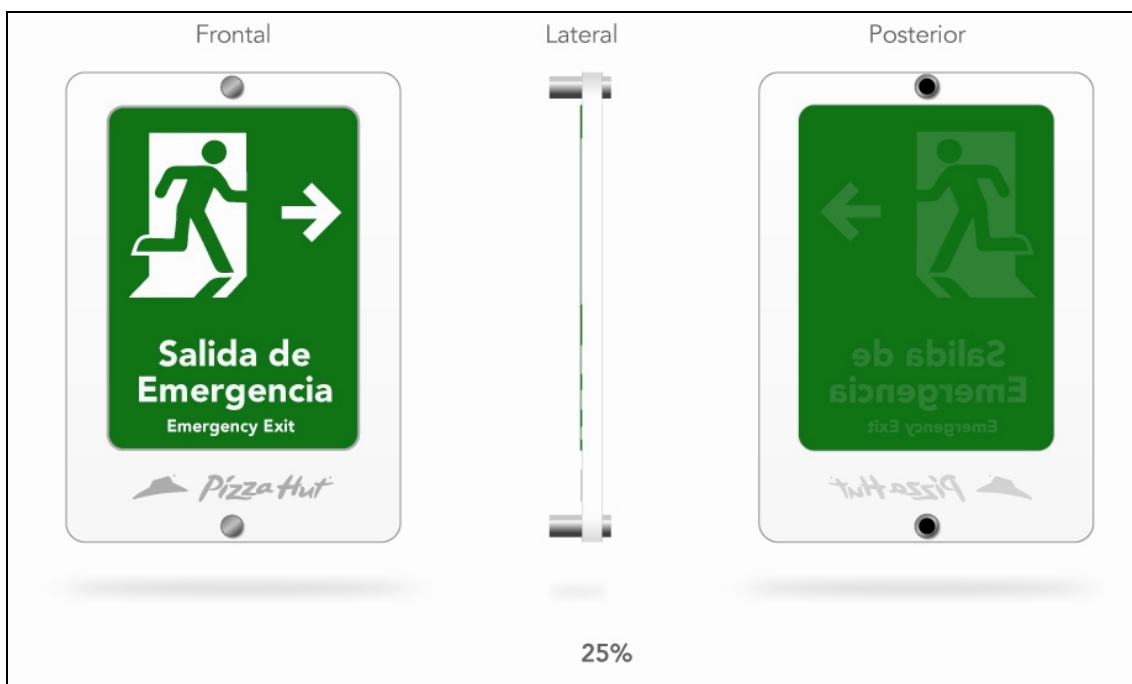 Frontal
Lateral
Posterior
Salida de
Emergencia
Emergency Exit
Pizza Hut
Salida de
Emergencia
Emergency Exit
Pizza Hut
25%